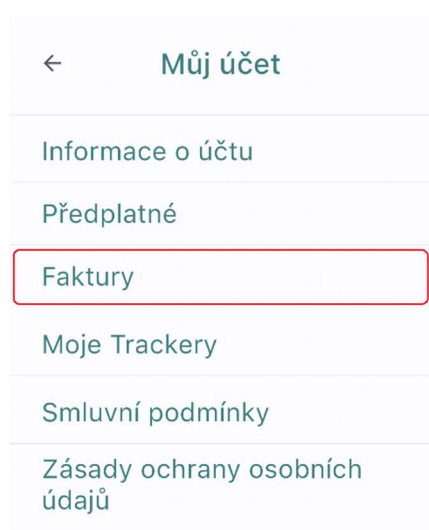 Můj účet
Informace o účtu
Předplatné
Faktury
Moje Trackery
Smluvní podmínky
Zásady ochrany osobních
údajů